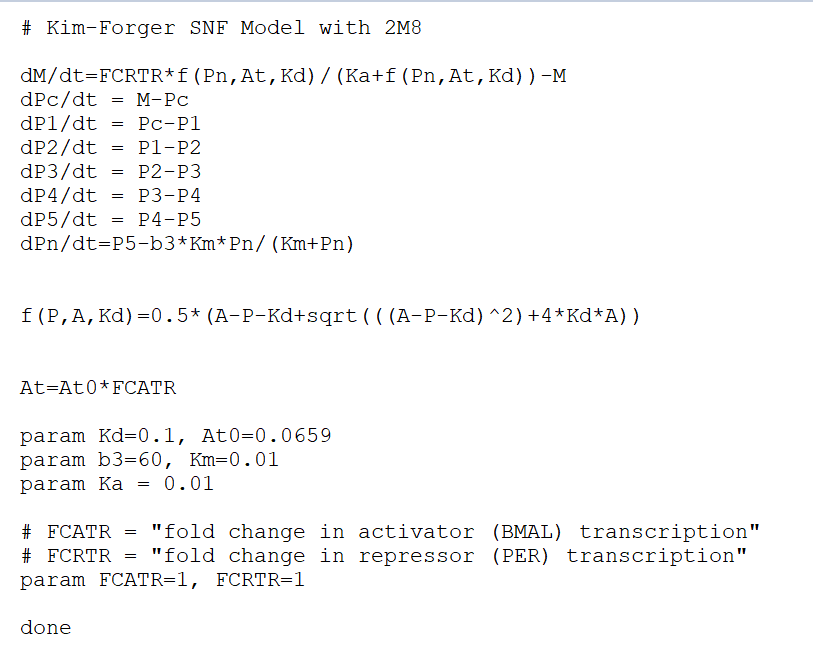 # Kim-Forger SNF Model with 2M8
dM/dt=FCRTR*f(Pn,At,Kd)/(Ka+f(Pn,At,Kd))-M
dPc/dt = M-Pc
dP1/dt = Pc-P1
dP2/dt = P1-P2
dP3/dt = P2-P3
dP4/dt = P3-P4
dP5/dt = P4-P5
dPn/dt=P5-b3*Km*Pn/(Km+Pn)
f(P,A,Kd)=0.5*(A-P-Kd+sqrt(((A-P-Kd)^2)+4*Kd*A))
At=At0*FCATR
param Kd=0.1, At0=0.0659
param b3=60, Km=0.01
param Ka = 0.01
# FCATR = "fold change in activator (BMAL) transcription"
# FCRTR = "fold change in repressor (PER) transcription"
param FCATR=1, FCRTR=1
done